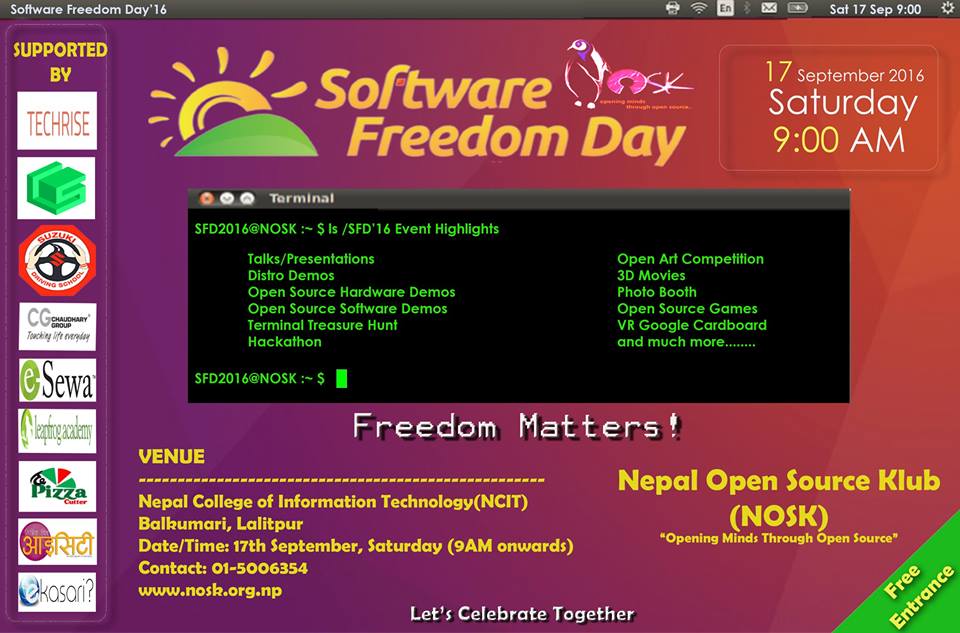 Software Freedom Day'16
En
Sat 17 Sep 9:00
SUPPORTED
BY
TECHRISE
SUZUKI
DRIVING SCHOOL
CG CHAUDHARY
GROUP
Touching life everyday
eSewa
leapfrog academy
Pizza
Cutter
आइसिटी
ekasari?
Software
Freedom Day
NOSK
opening minds
through open source..
17 September 2016
Saturday
9:00 AM
Terminal
SFD2016@NOSK :~ $ ls /SFD'16 Event Highlights
Talks/Presentations
Distro Demos
Open Source Hardware Demos
Open Source Software Demos
Terminal Treasure Hunt
Hackathon
Open Art Competition
3D Movies
Photo Booth
Open Source Games
VR Google Cardboard
and much more........
SFD2016@NOSK :~ $
Freedom Matters!
VENUE
----------------------------------------------------
Nepal College of Information Technology(NCIT)
Balkumari, Lalitpur
Date/Time: 17th September, Saturday (9AM onwards)
Contact: 01-5006354
www.nosk.org.np
Nepal Open Source Klub
(NOSK)
"Opening Minds Through Open Source"
Free
Entrance
Let's Celebrate Together